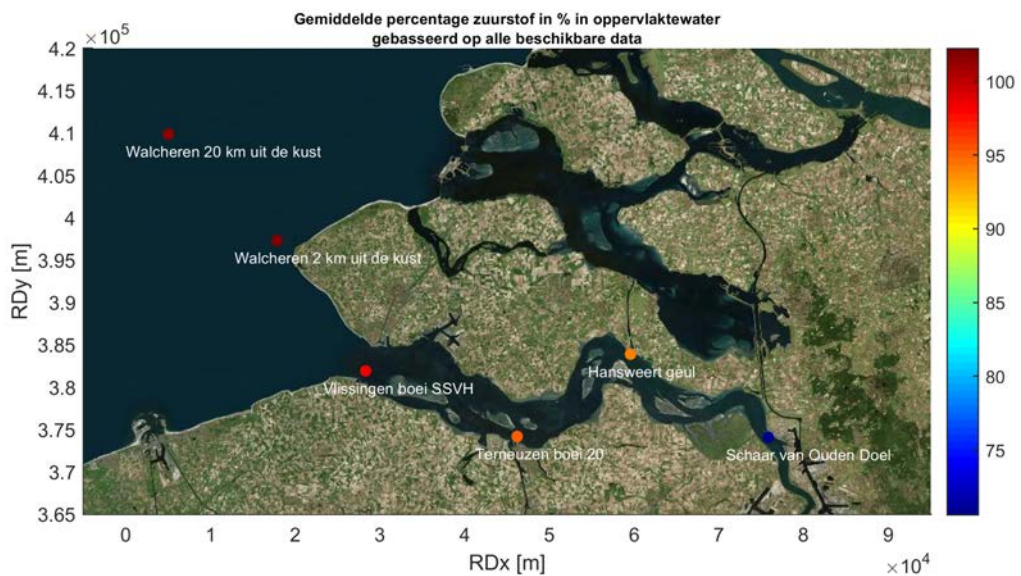 Gemiddelde percentage zuurstof in % in oppervlaktewater
gebasseerd op alle beschikbare data
×10⁵
4.2
4.15
4.1
4.05
4
3.95
3.9
3.85
3.8
3.75
3.7
3.65
RDy [m]
Walcheren 20 km uit de kust
Walcheren 2 km uit de kust
Vlissingen boei SSVH
Hansweert geul
Terneuzen boei 20
Schaar van Ouden Doel
0 1 2 3 4 5 6 7 8 9
×10⁴
RDx [m]
100
95
90
85
80
75